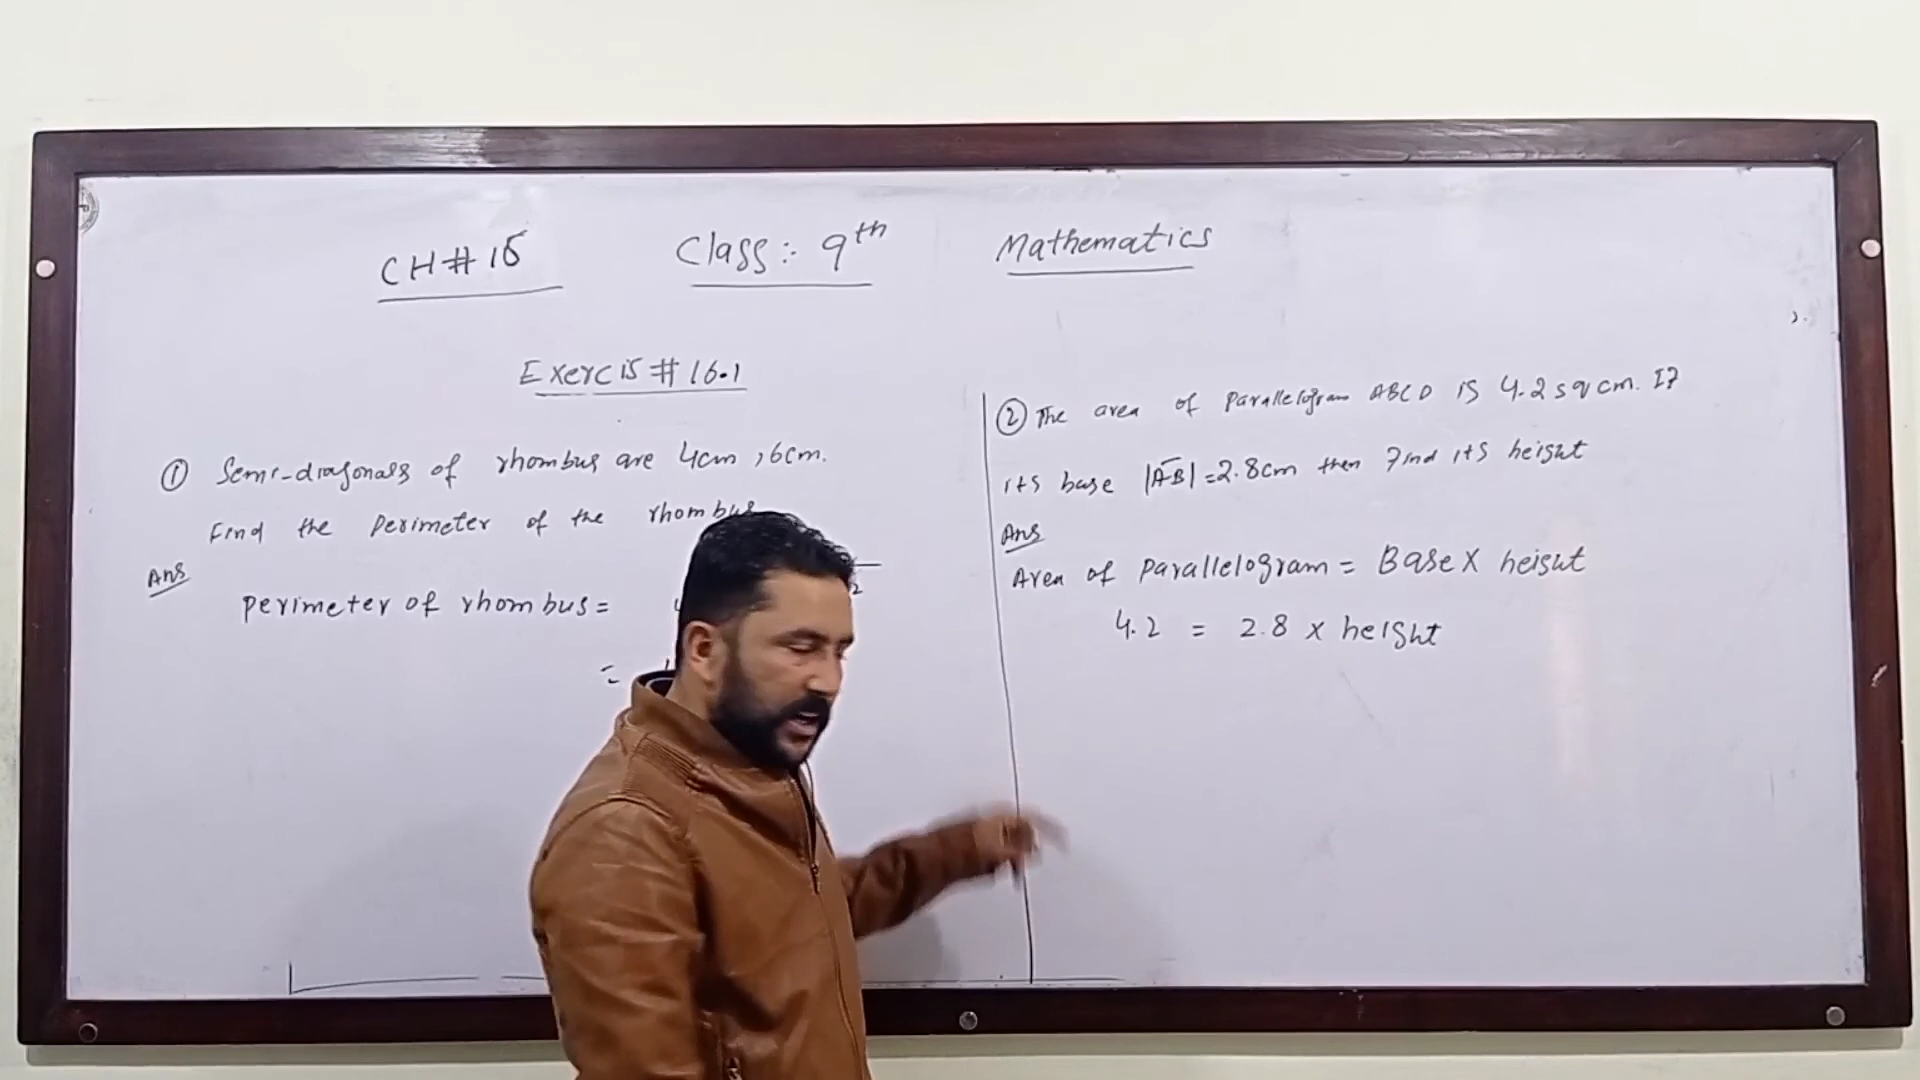 CH# 16
Class:- 9th
Mathematics
Exercis # 16.1
① Semi-diagonals of rhombus are 4cm , 6cm.
Find the Perimeter of the rhombus
Ans
Perimeter of rhombus =
=
② The area of Parallelogram ABCD is 4.2 sq cm. If
its base |AB| = 2.8cm then find its height
Ans
Area of Parallelogram = Base x height
4.2 = 2.8 x height